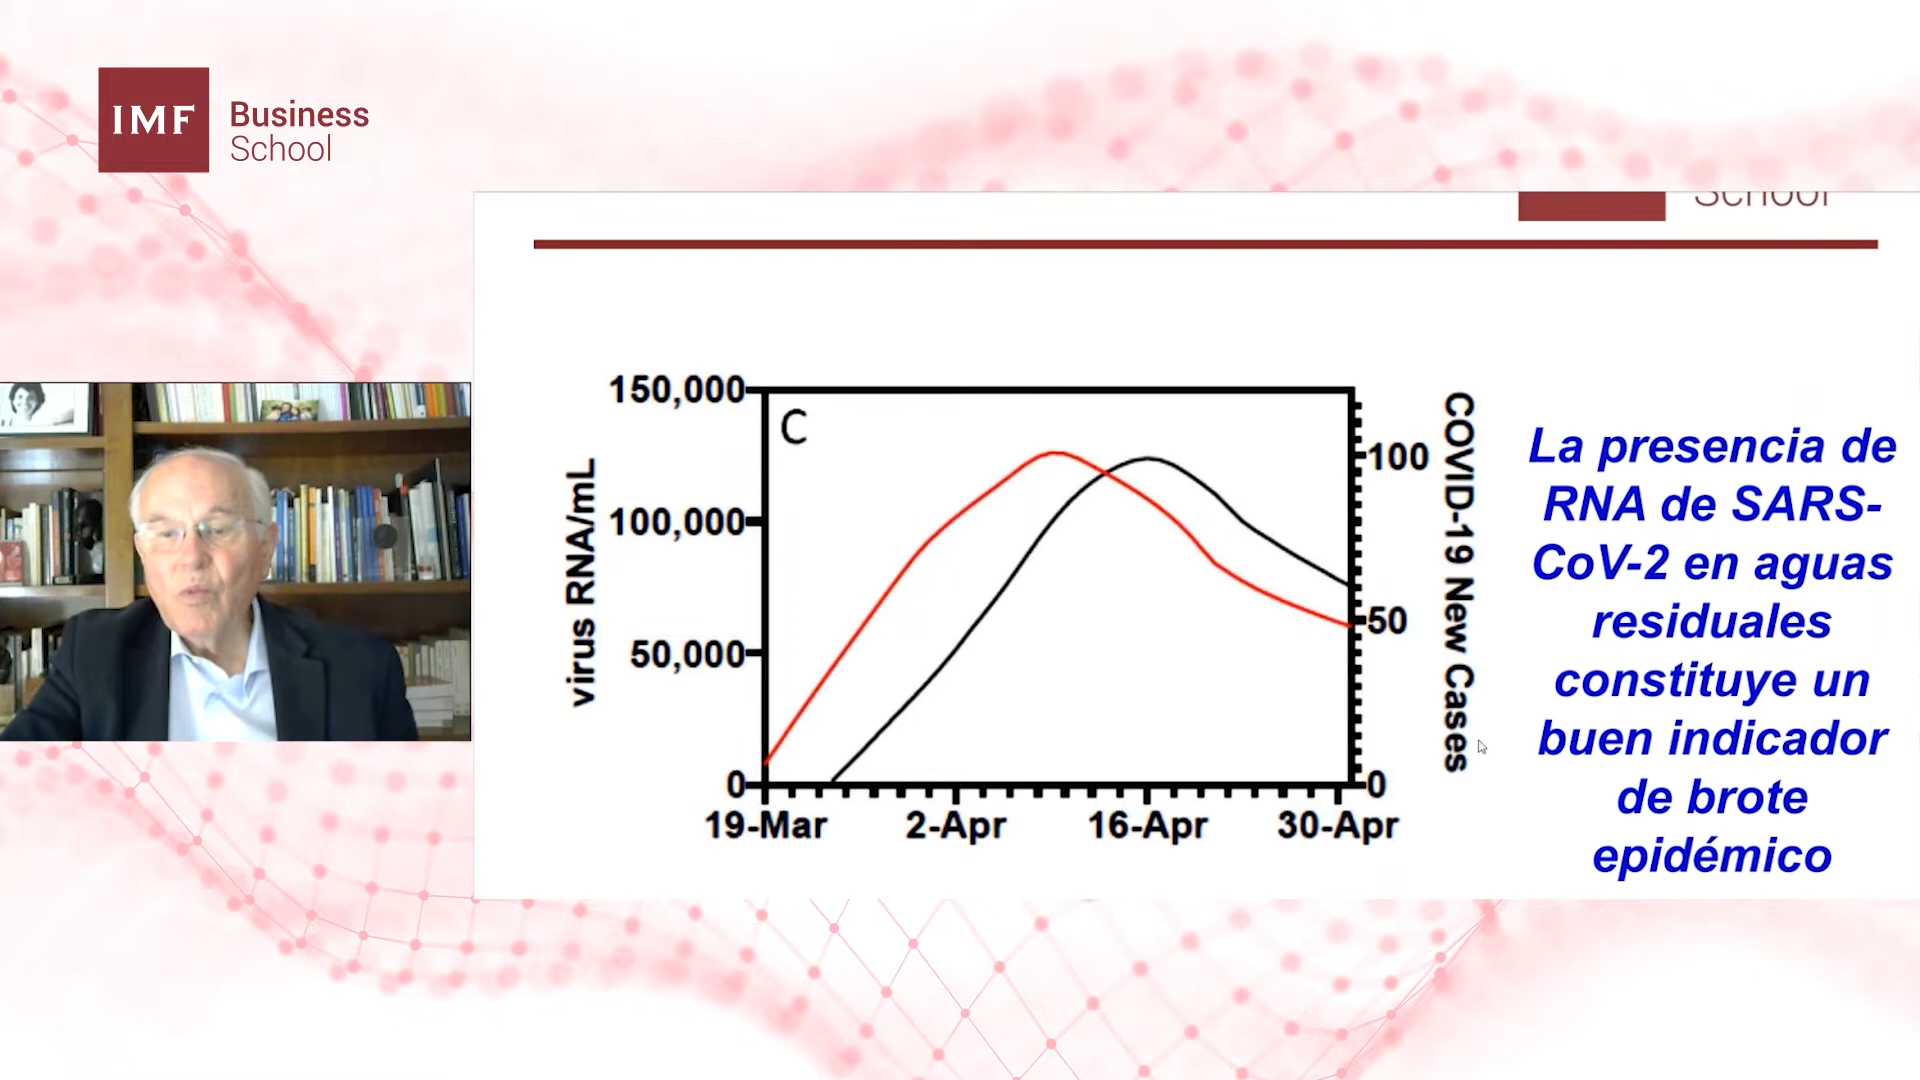 IMF
Business
School
School
150,000
100,000
50,000
0
virus RNA/mL
C
100
50
0
COVID-19 New Cases
19-Mar
2-Apr
16-Apr
30-Apr
La presencia de
RNA de SARS-
CoV-2 en aguas
residuales
constituye un
buen indicador
de brote
epidémico